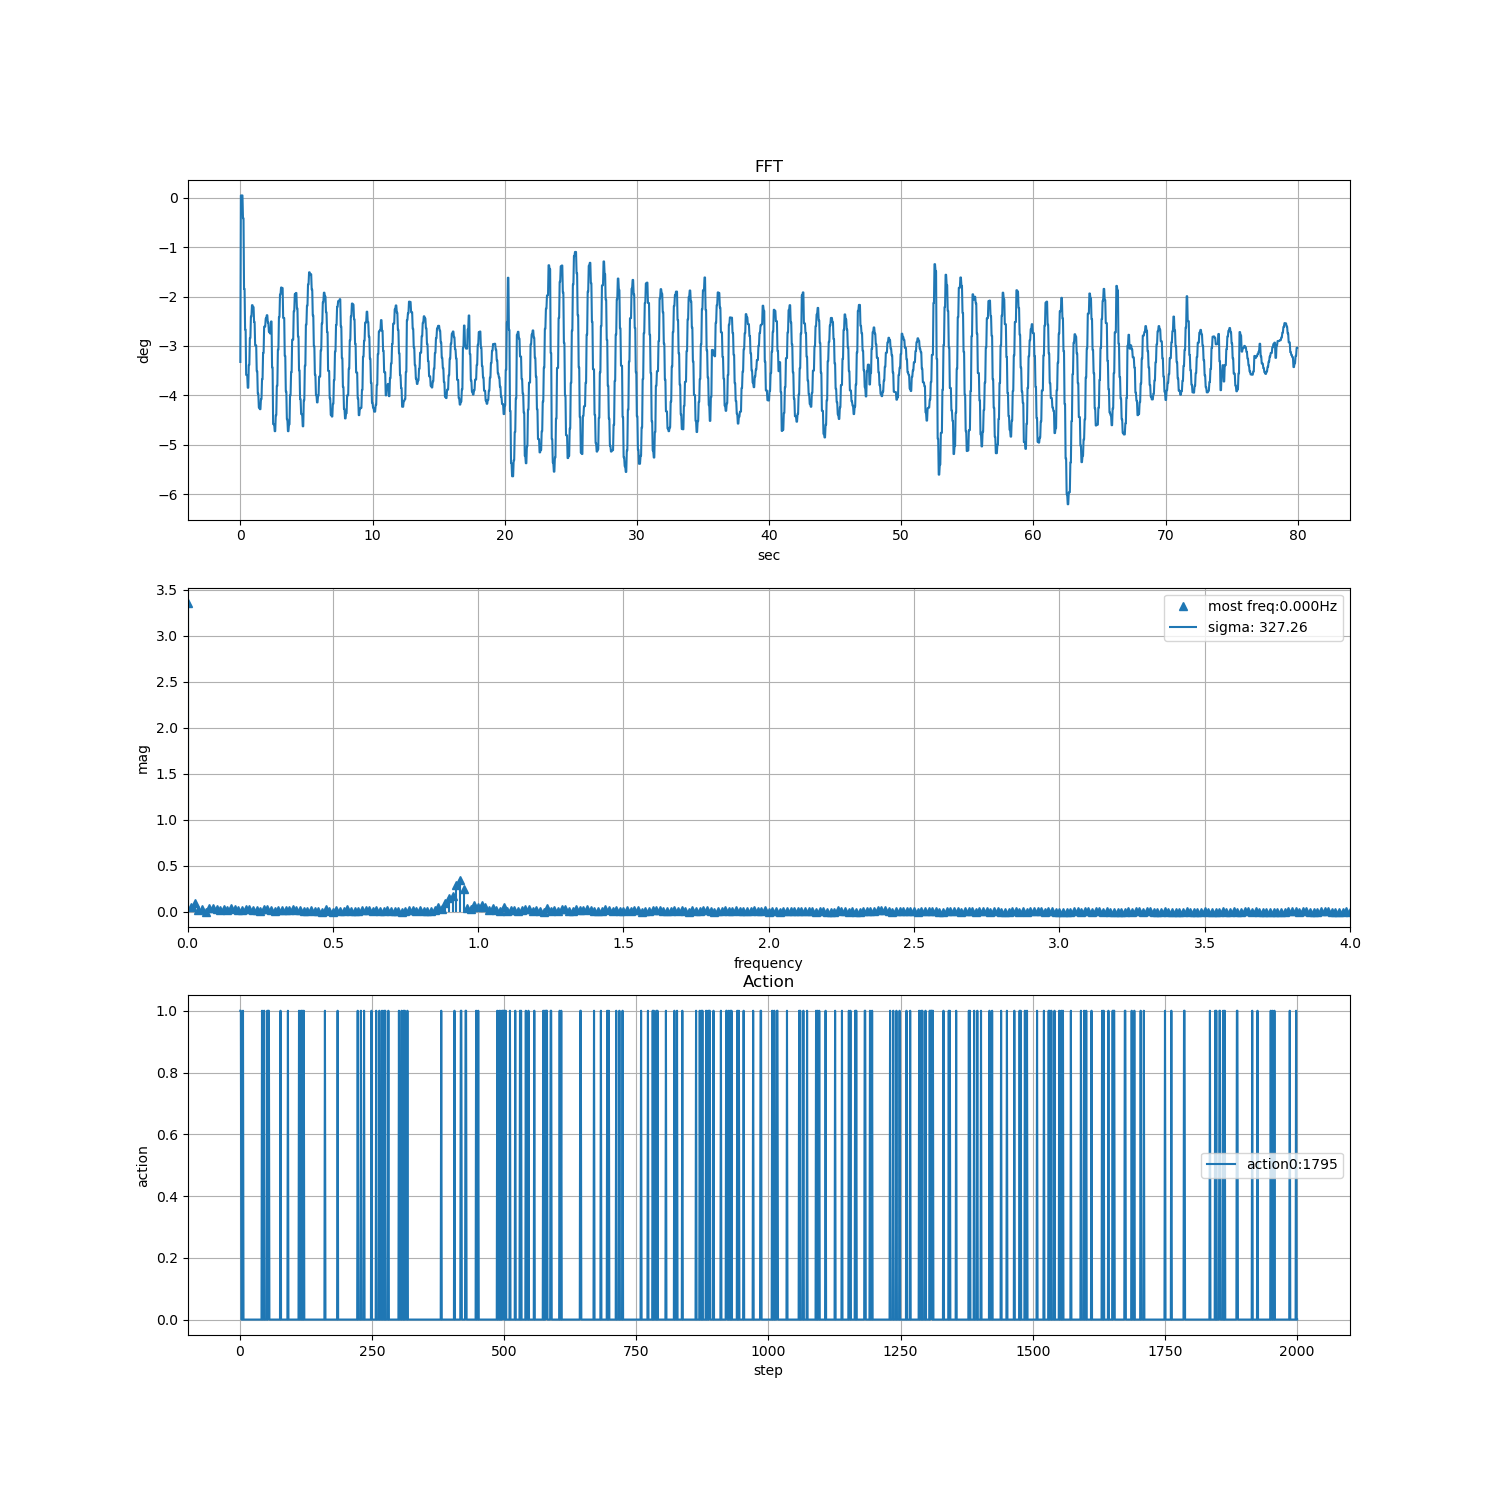 FFT
0
−1
−2
−3
−4
−5
−6
deg
0 10 20 30 40 50 60 70 80
sec
3.5
3.0
2.5
2.0
1.5
1.0
0.5
0.0
mag
most freq:0.000Hz
sigma: 327.26
0.0 0.5 1.0 1.5 2.0 2.5 3.0 3.5 4.0
frequency
Action
1.0
0.8
0.6
0.4
0.2
0.0
action
action0:1795
0 250 500 750 1000 1250 1500 1750 2000
step